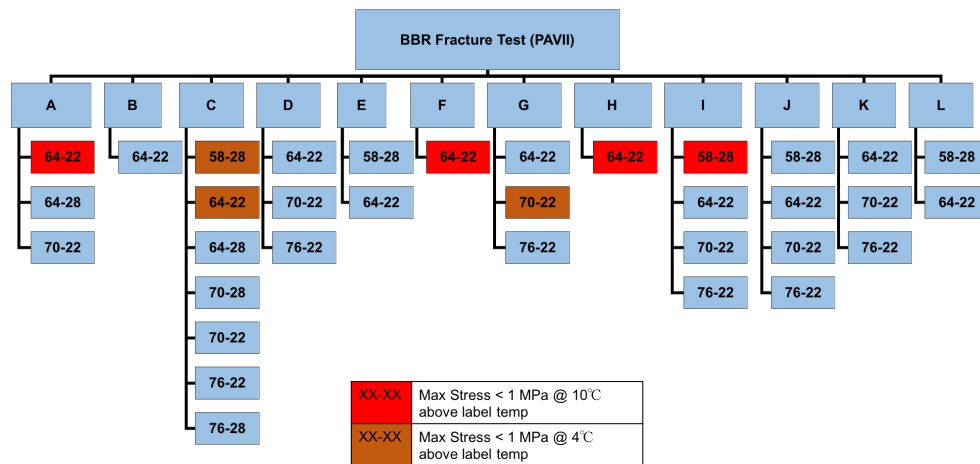 BBR Fracture Test (PAVII)
A B C D E F G H I J K L
64-22 64-22 58-28 64-22 58-28 64-22 64-22 64-22 58-28 58-28 64-22 58-28
64-28 64-22 70-22 64-22 70-22 64-22 64-22 70-22 64-22
70-22 64-28 76-22 76-22 70-22 70-22 76-22
70-28 76-22 76-22
70-22
76-22
76-28
XX-XX Max Stress < 1 MPa @ 10℃
above label temp
XX-XX Max Stress < 1 MPa @ 4℃
above label temp